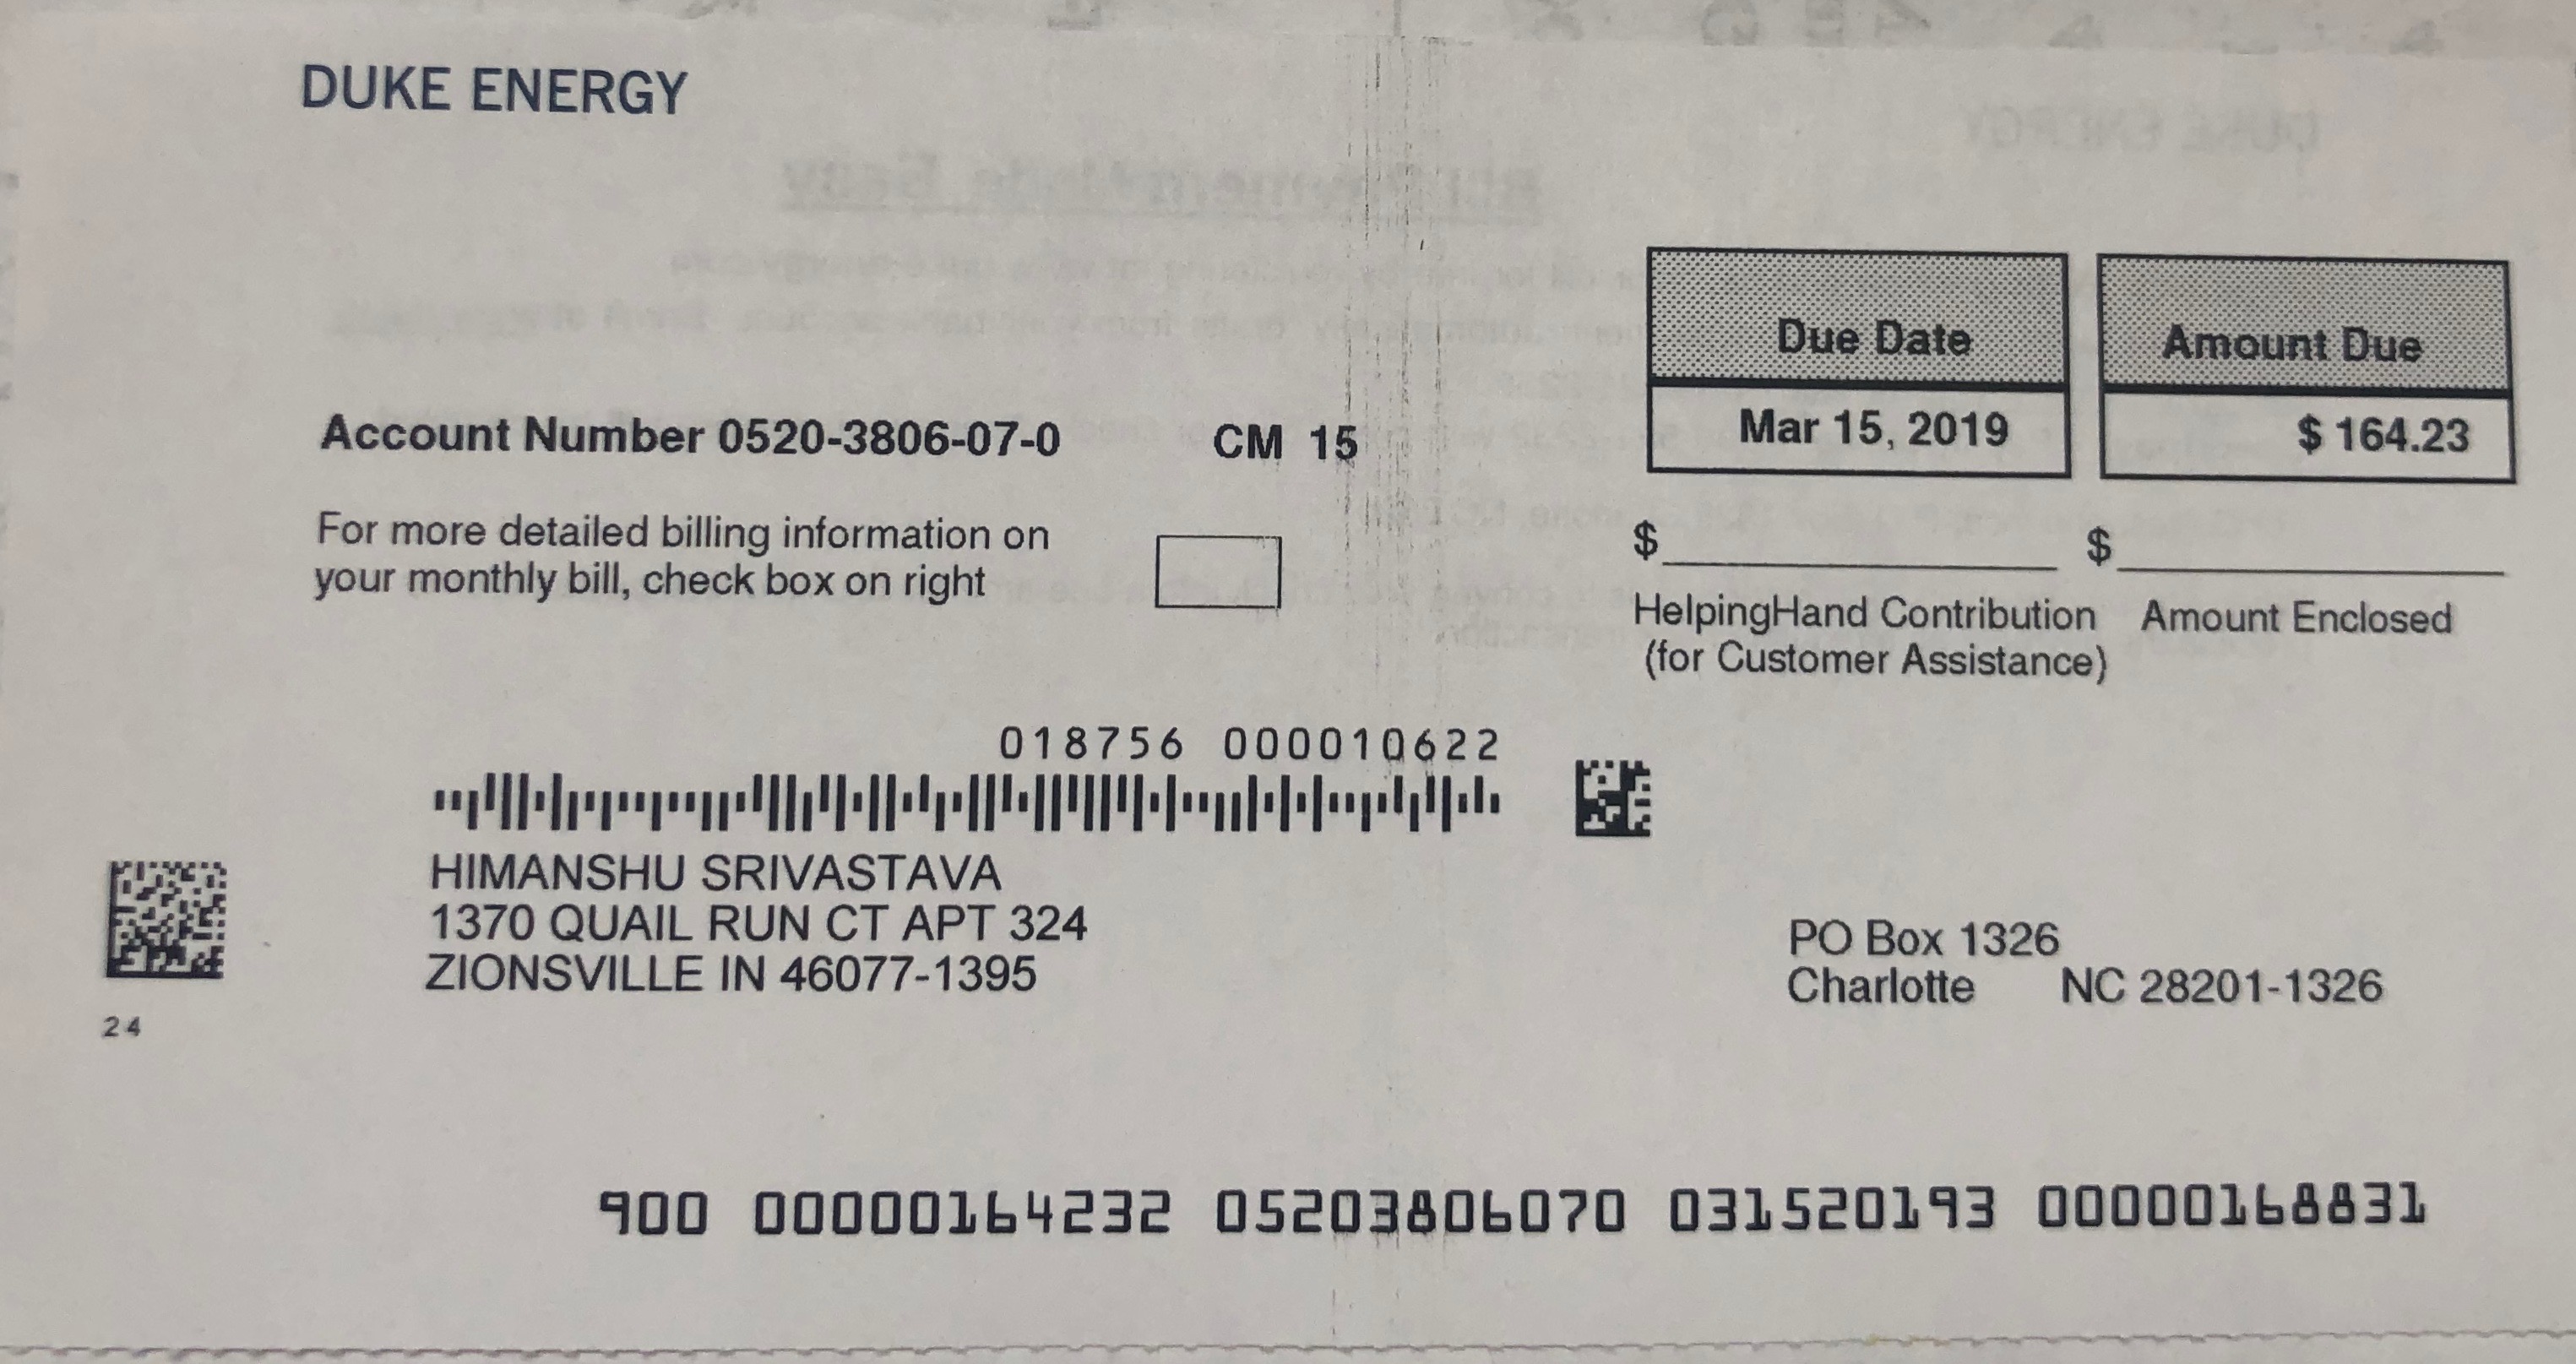 DUKE ENERGY
Due Date
Amount Due
Account Number 0520-3806-07-0 CM 15
Mar 15, 2019
$ 164.23
For more detailed billing information on
your monthly bill, check box on right
$ $
HelpingHand Contribution Amount Enclosed
(for Customer Assistance)
018756 000010622
HIMANSHU SRIVASTAVA
1370 QUAIL RUN CT APT 324
ZIONSVILLE IN 46077-1395
PO Box 1326
Charlotte NC 28201-1326
24
900 00000164232 05203806070 031520193 00000168831